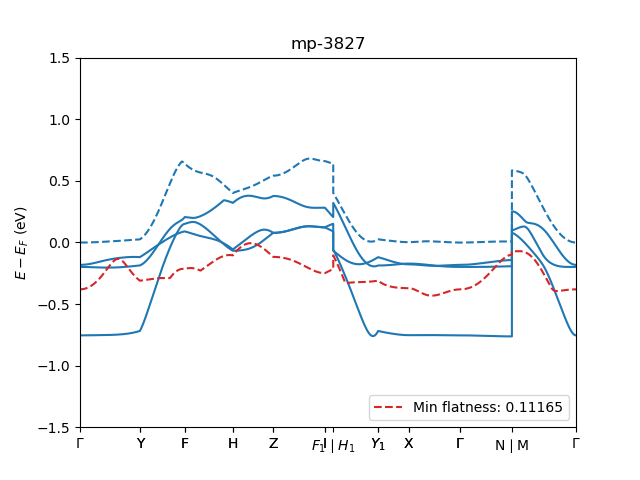 mp-3827
1.5
1.0
0.5
0.0
−0.5
−1.0
−1.5
E − E_F (eV)
Min flatness: 0.11165
Γ Y F H Z I F₁ | H₁ Y₁ X Γ N | M Γ